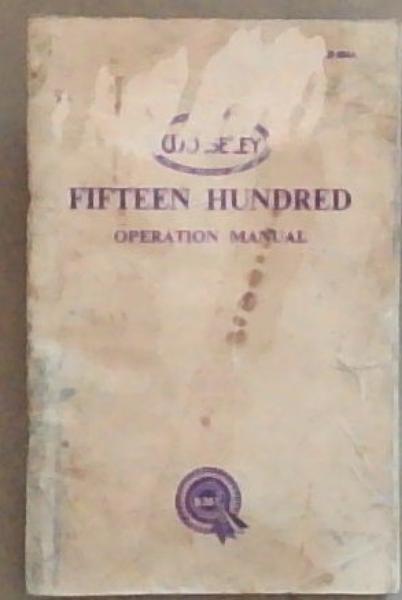 FIFTEEN HUNDRED
OPERATION MANUAL